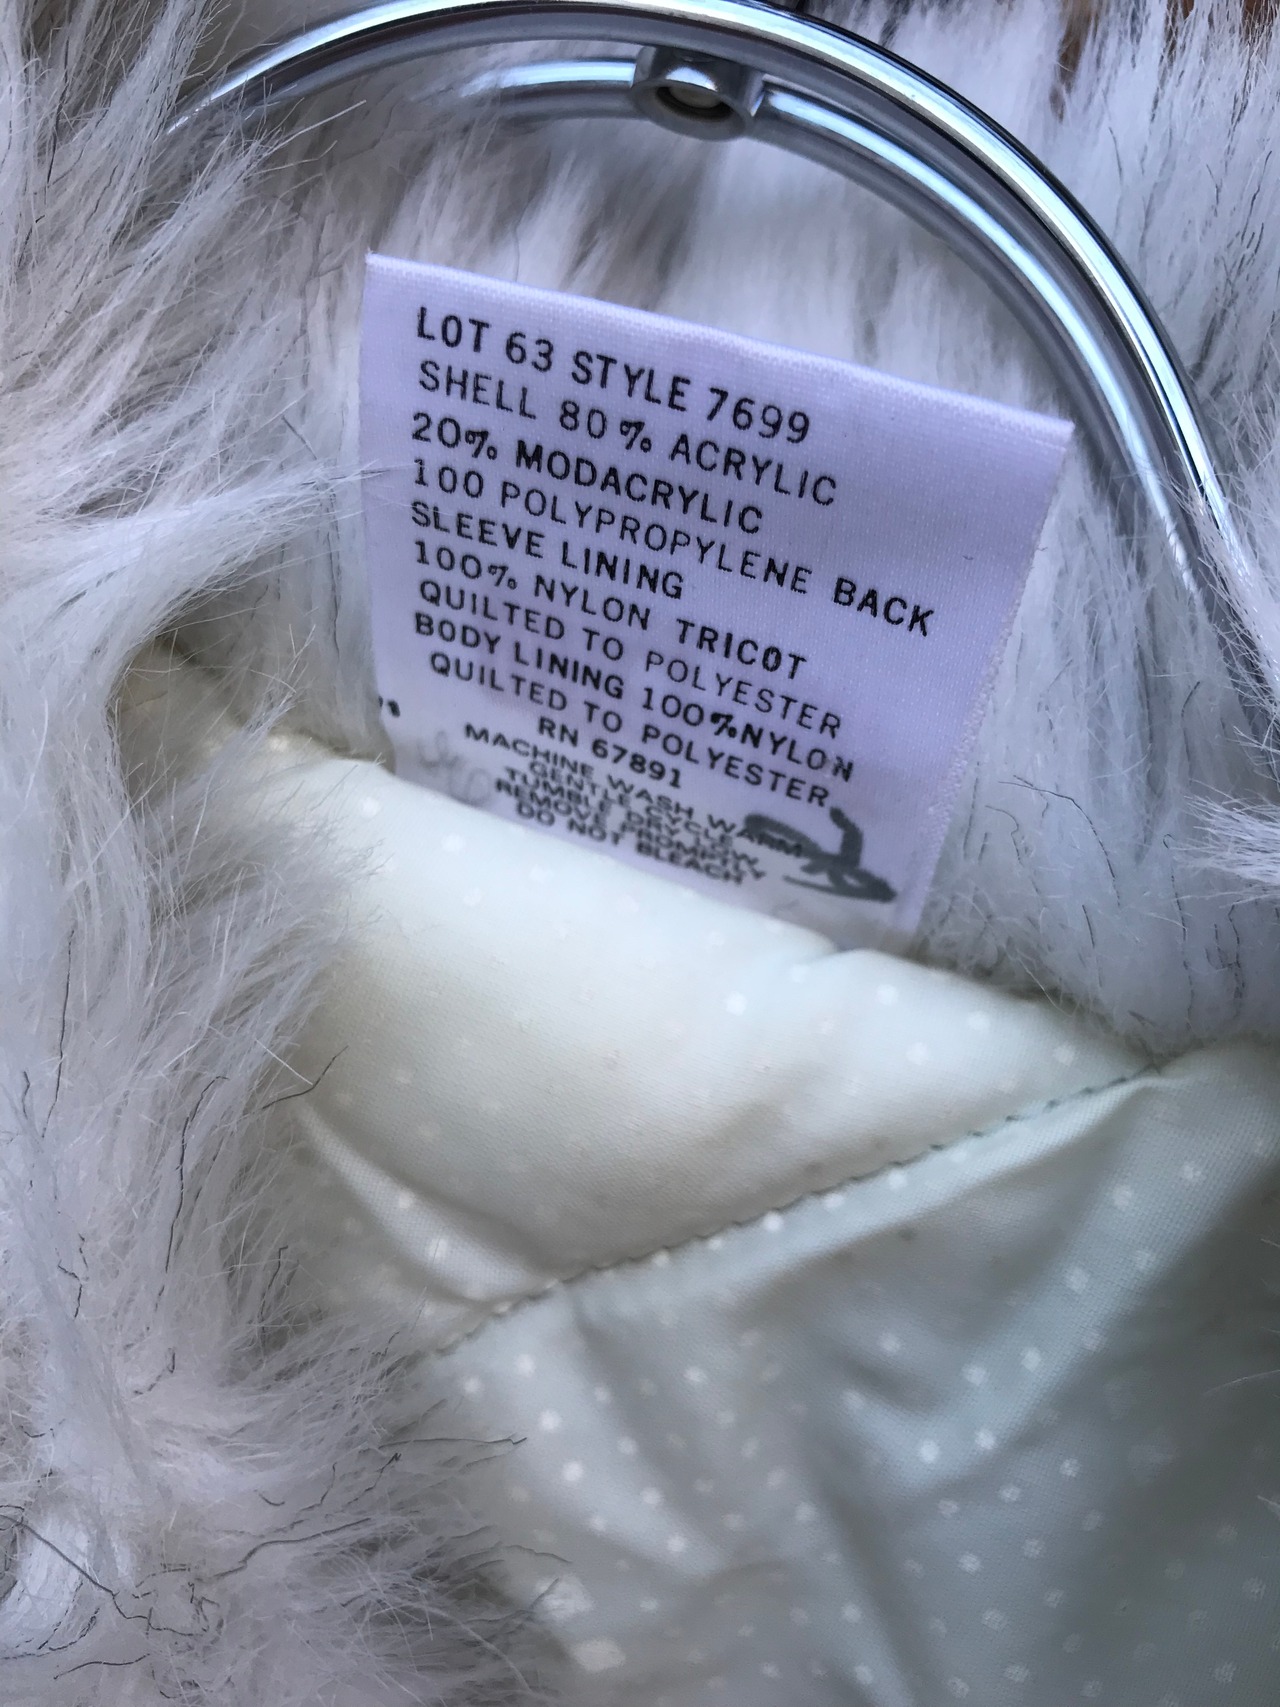 LOT 63 STYLE 7699
SHELL 80% ACRYLIC
20% MODACRYLIC
100 POLYPROPYLENE BACK
SLEEVE LINING
100% NYLON TRICOT
QUILTED TO POLYESTER
BODY LINING 100% NYLON
QUILTED TO POLYESTER
RN 67891
MACHINE WASH WARM
GENTLE CYCLE
TUMBLE DRY LOW
REMOVE PROMPTLY
DO NOT BLEACH